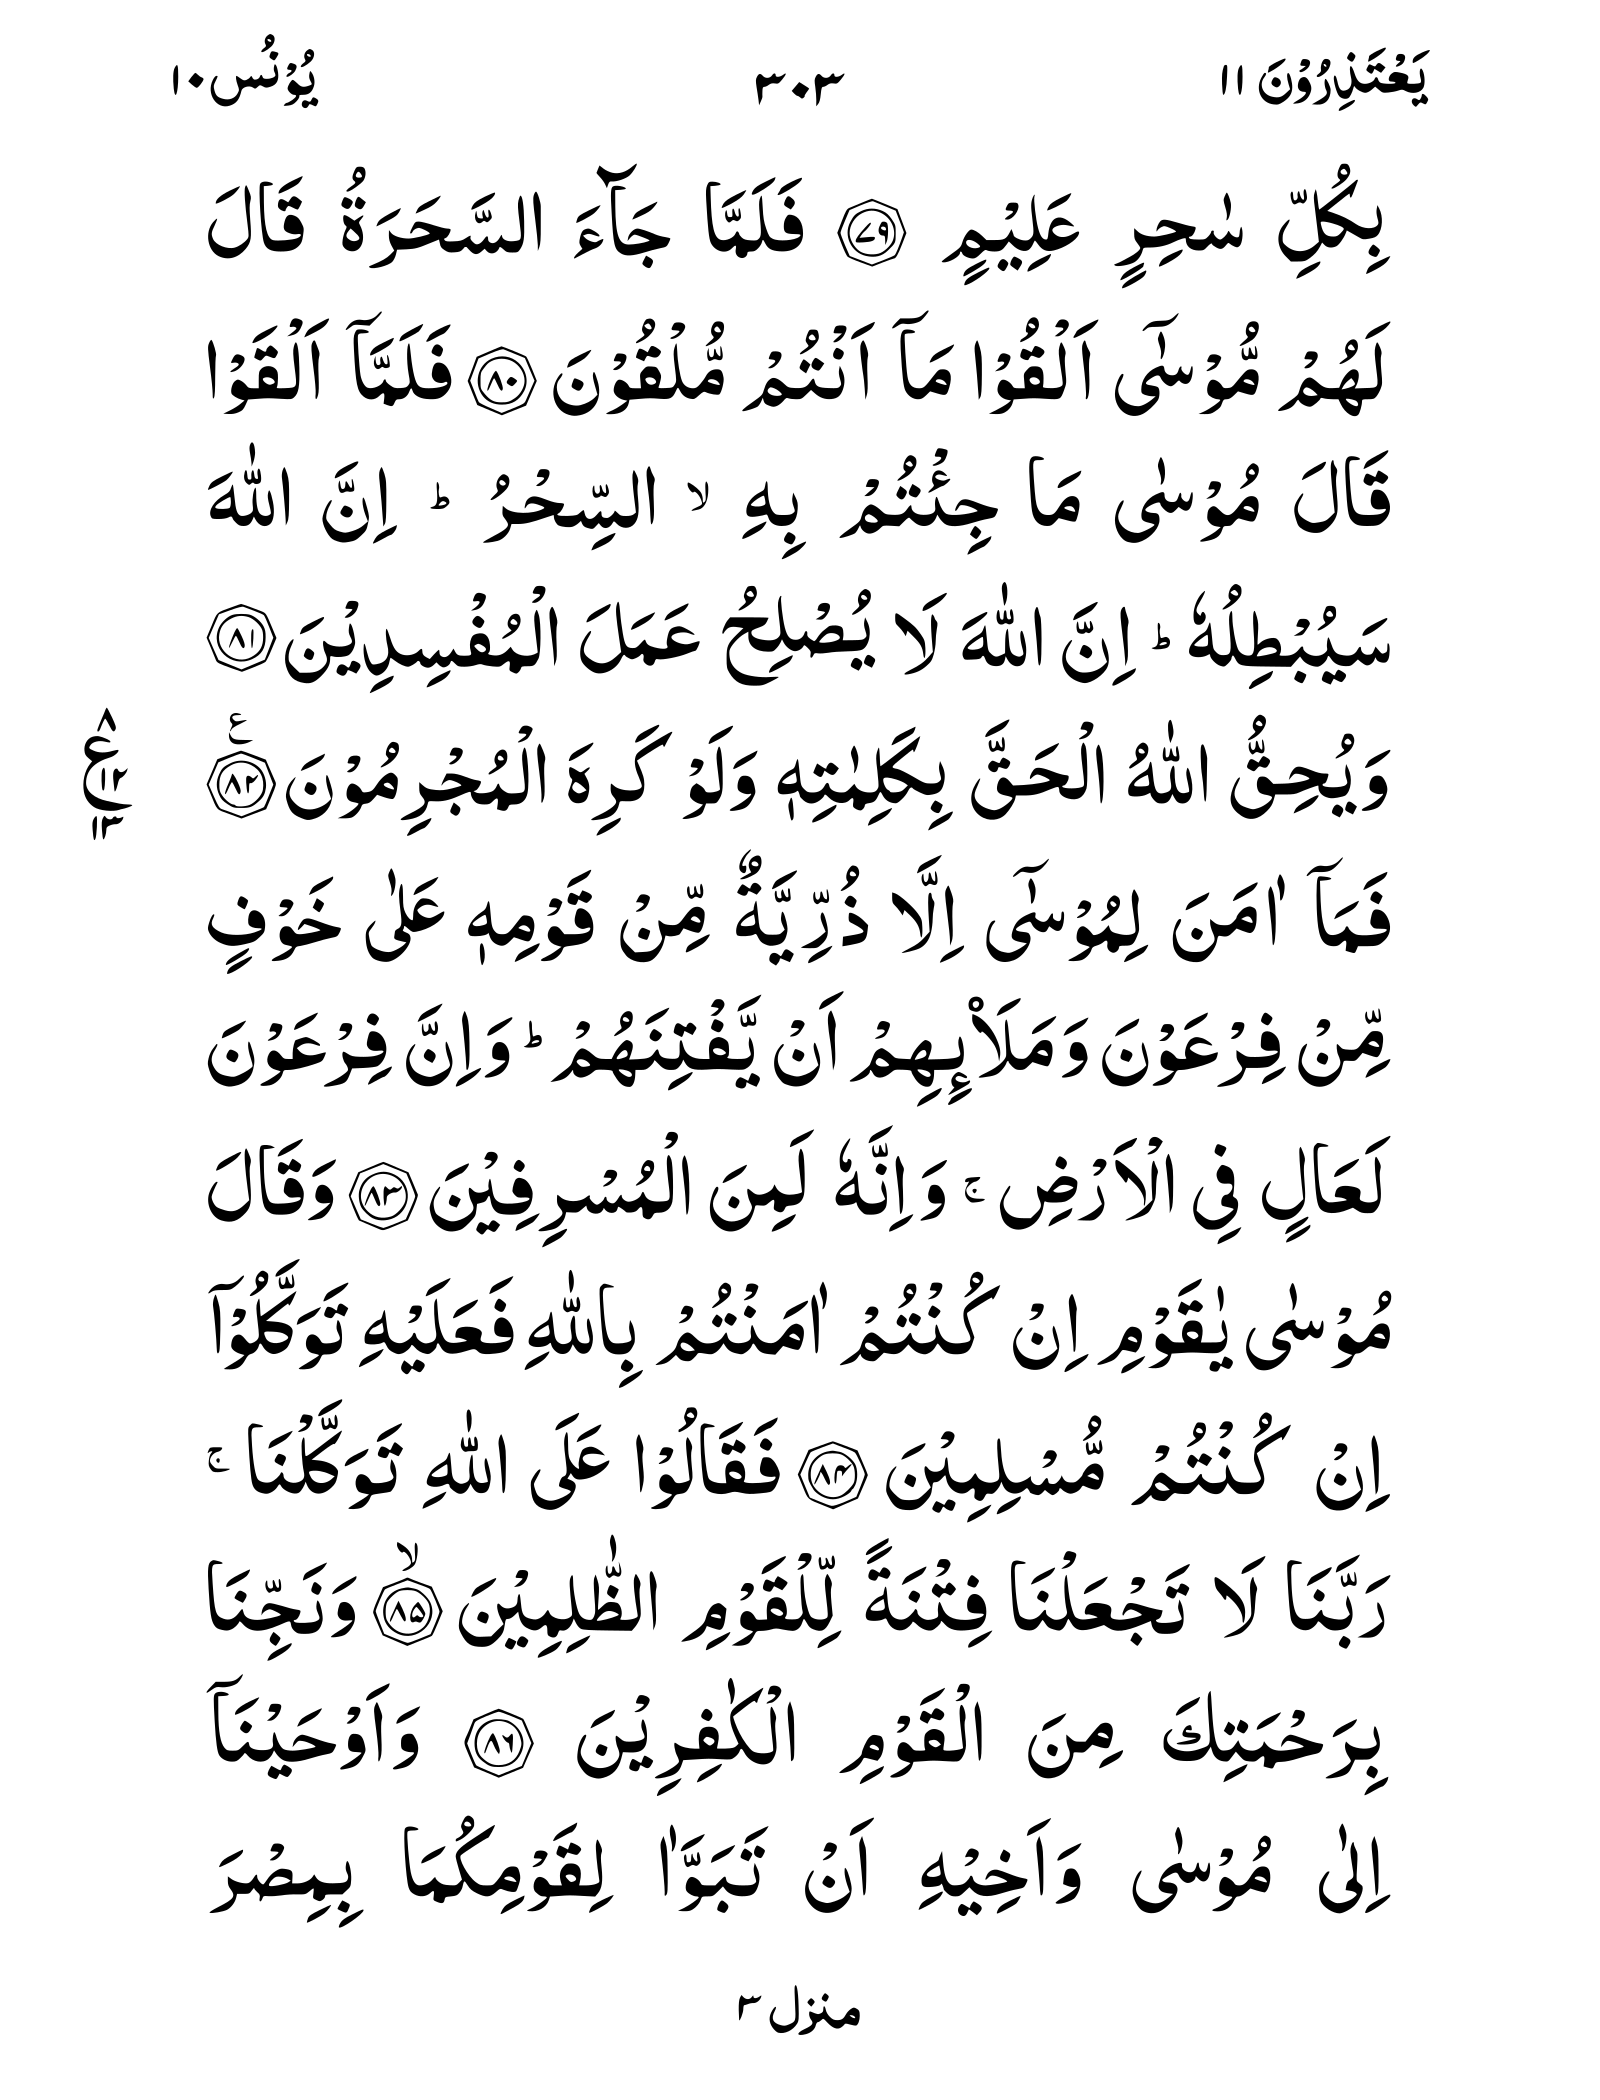 يَعْتَذِرُوْنَ ١١
٣٠٣
يُوْنُس ١٠
بِكُلِّ سٰحِرٍ عَلِيْمٍ ﴿٧٩﴾ فَلَمَّا جَآءَ السَّحَرَةُ قَالَ
لَهُمْ مُّوْسٰٓى اَلْقُوْا مَآ اَنْتُمْ مُّلْقُوْنَ ﴿٨٠﴾ فَلَمَّآ اَلْقَوْا
قَالَ مُوْسٰى مَا جِئْتُمْ بِهِ ۙ السِّحْرُ ؕ اِنَّ اللّٰهَ
سَيُبْطِلُهٗ ؕ اِنَّ اللّٰهَ لَا يُصْلِحُ عَمَلَ الْمُفْسِدِيْنَ ﴿٨١﴾
وَيُحِقُّ اللّٰهُ الْحَقَّ بِكَلِمٰتِهٖ وَلَوْ كَرِهَ الْمُجْرِمُوْنَ ﴿٨٢﴾ ع
٨ ع ١٢ ١٣
فَمَآ اٰمَنَ لِمُوْسٰٓى اِلَّا ذُرِّيَّةٌ مِّنْ قَوْمِهٖ عَلٰى خَوْفٍ
مِّنْ فِرْعَوْنَ وَمَلَاْئِهِمْ اَنْ يَّفْتِنَهُمْ ؕ وَاِنَّ فِرْعَوْنَ
لَعَالٍ فِى الْاَرْضِ ۚ وَاِنَّهٗ لَمِنَ الْمُسْرِفِيْنَ ﴿٨٣﴾ وَقَالَ
مُوْسٰى يٰقَوْمِ اِنْ كُنْتُمْ اٰمَنْتُمْ بِاللّٰهِ فَعَلَيْهِ تَوَكَّلُوْٓا
اِنْ كُنْتُمْ مُّسْلِمِيْنَ ﴿٨٤﴾ فَقَالُوْا عَلَى اللّٰهِ تَوَكَّلْنَا ۚ
رَبَّنَا لَا تَجْعَلْنَا فِتْنَةً لِّلْقَوْمِ الظّٰلِمِيْنَ ﴿٨٥﴾ ۙ وَنَجِّنَا
بِرَحْمَتِكَ مِنَ الْقَوْمِ الْكٰفِرِيْنَ ﴿٨٦﴾ وَاَوْحَيْنَآ
اِلٰى مُوْسٰى وَاَخِيْهِ اَنْ تَبَوَّاٰ لِقَوْمِكُمَا بِمِصْرَ
منزل ٣